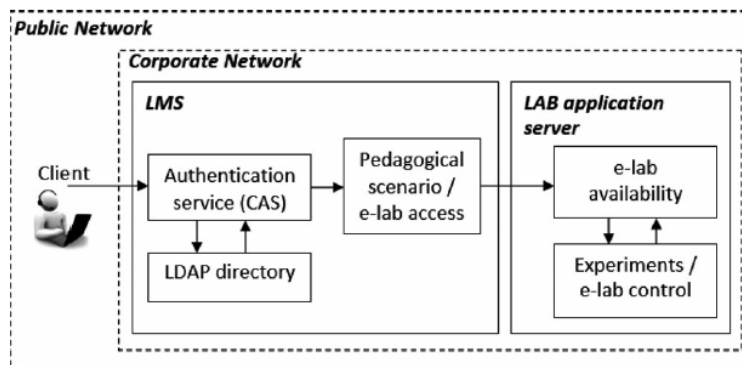 Public Network
Corporate Network
LMS
LAB application
server
Client
Authentication
service (CAS)
LDAP directory
Pedagogical
scenario /
e-lab access
e-lab
availability
Experiments /
e-lab control